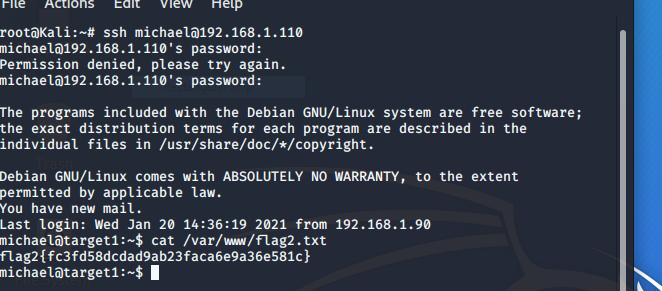 File Actions Edit View Help
root@Kali:~# ssh michael@192.168.1.110
michael@192.168.1.110's password:
Permission denied, please try again.
michael@192.168.1.110's password:
The programs included with the Debian GNU/Linux system are free software;
the exact distribution terms for each program are described in the
individual files in /usr/share/doc/*/copyright.
Trash
Debian GNU/Linux comes with ABSOLUTELY NO WARRANTY, to the extent
permitted by applicable law.
You have new mail.
Last login: Wed Jan 20 14:36:19 2021 from 192.168.1.90
michael@target1:~$ cat /var/www/flag2.txt
flag2{fc3fd58dcdad9ab23faca6e9a36e581c}
michael@target1:~$
File System